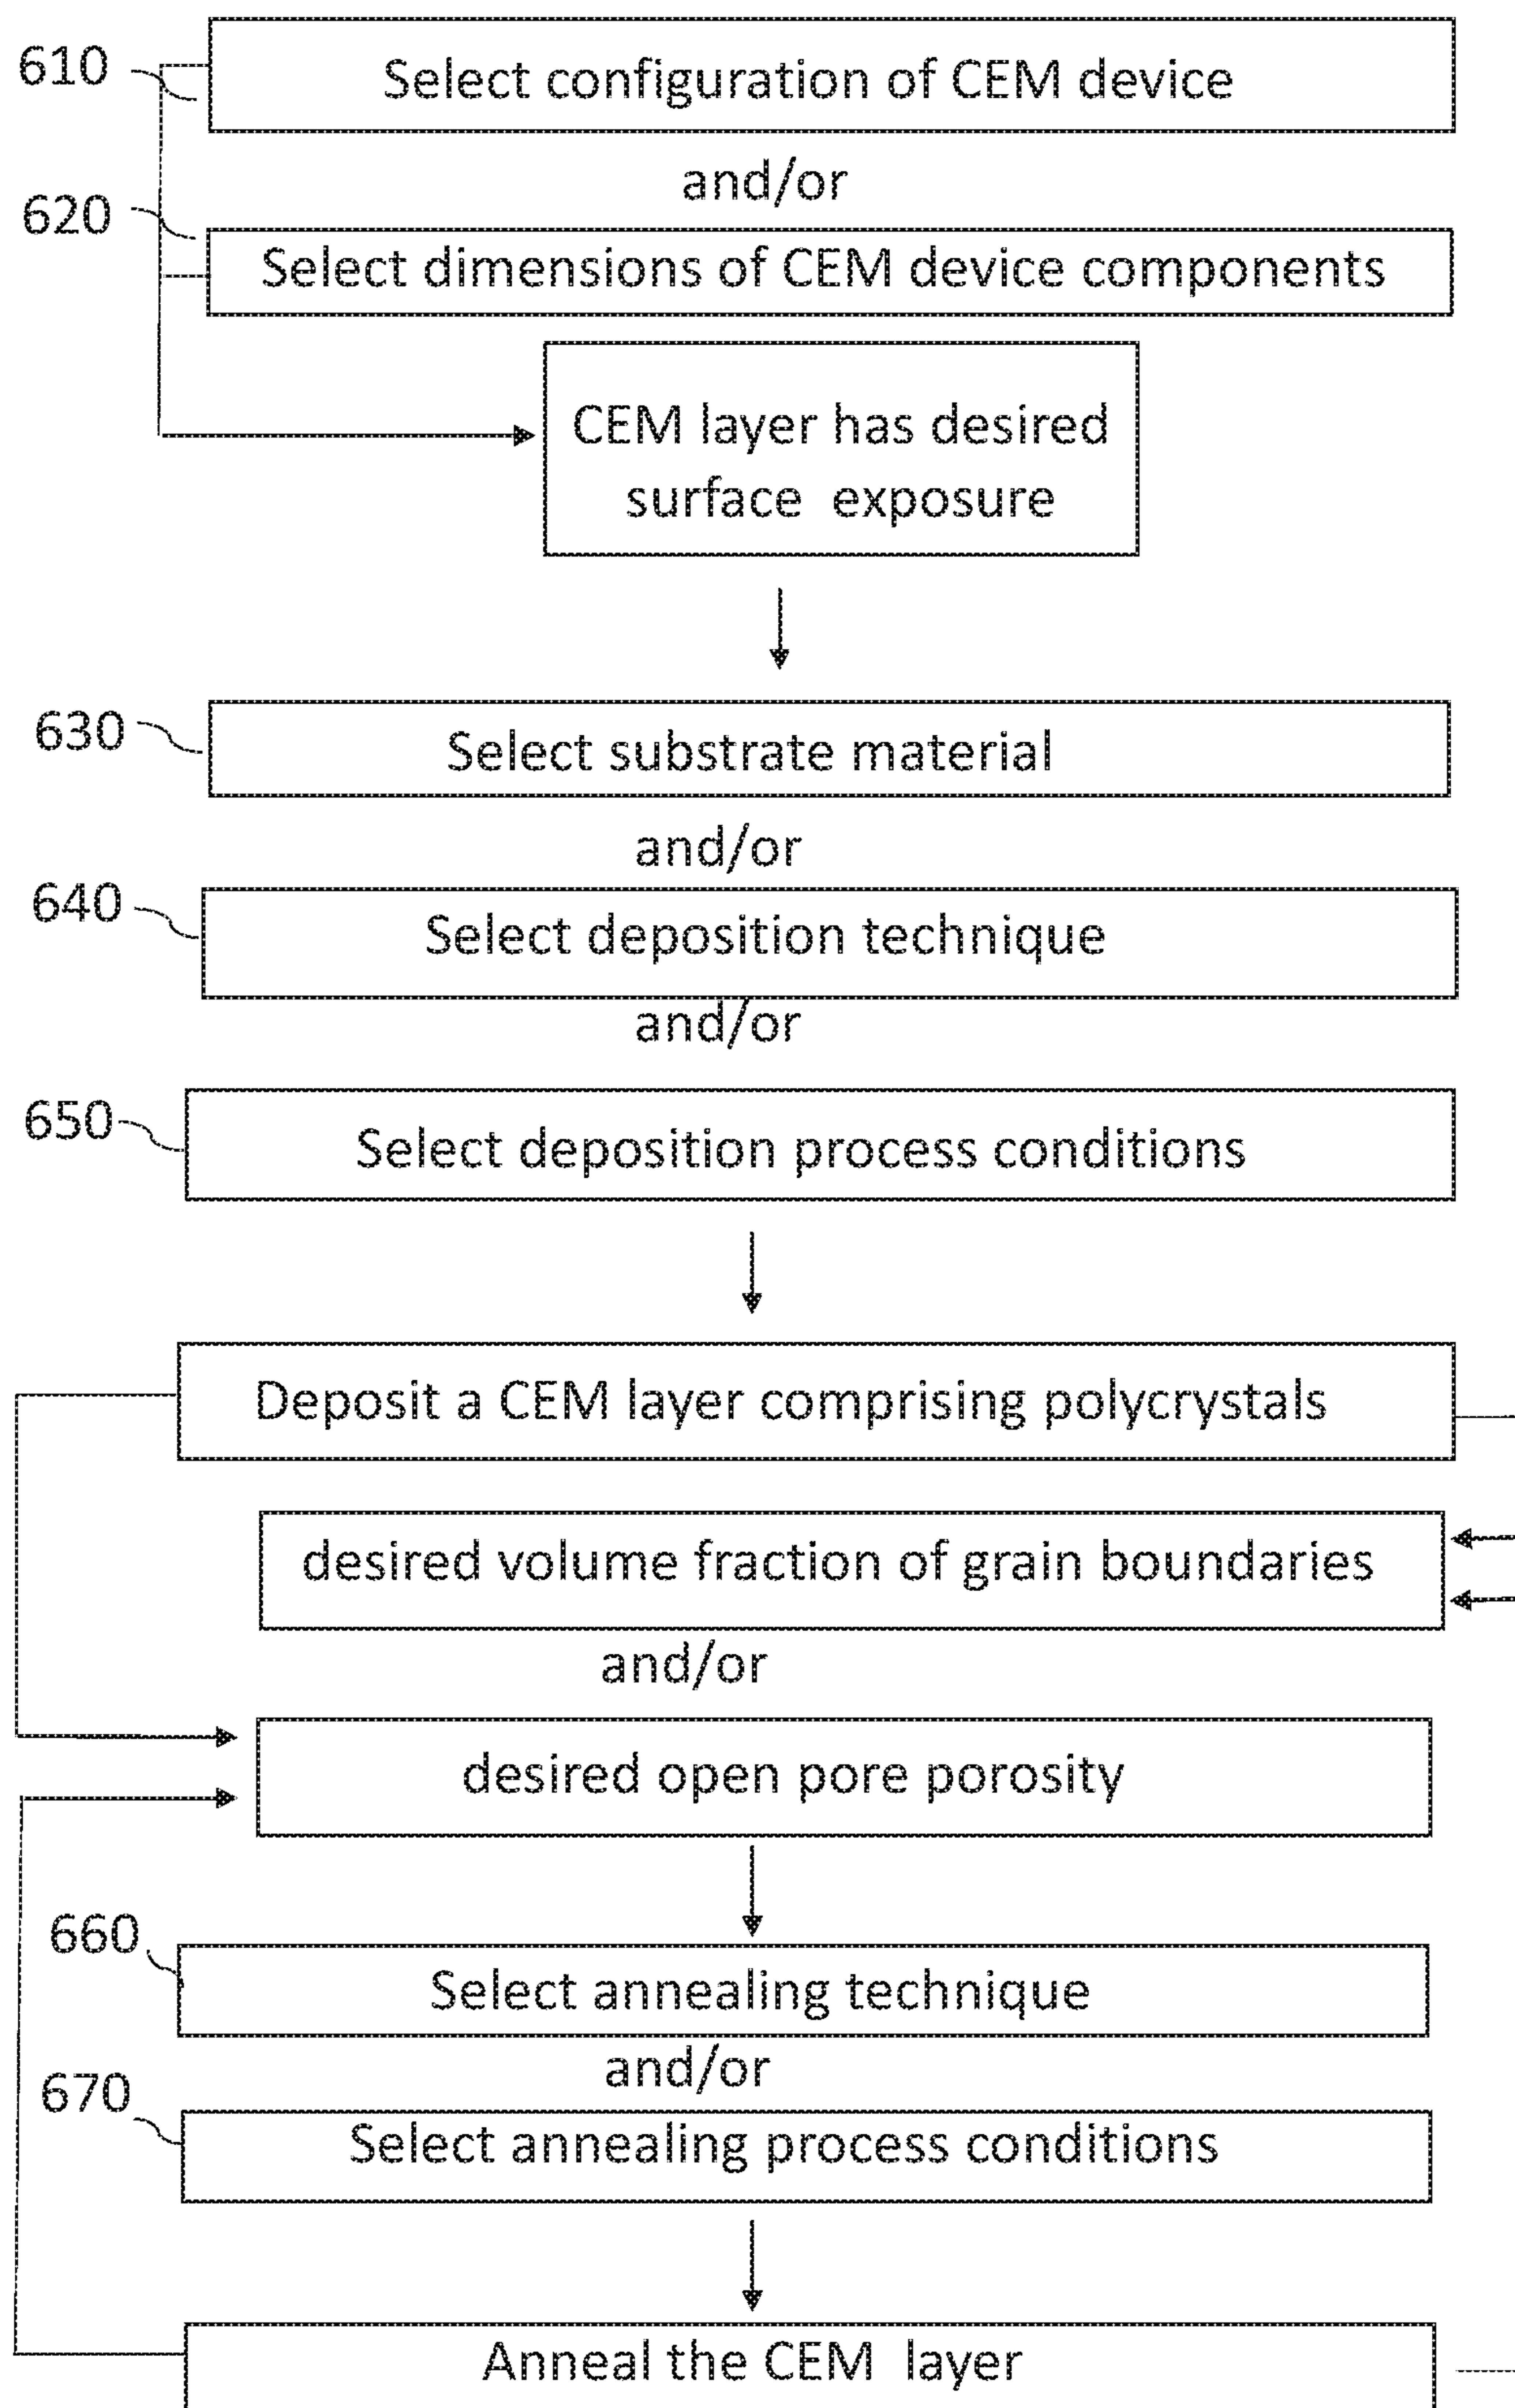 610
Select configuration of CEM device
and/or
620
Select dimensions of CEM device components
CEM layer has desired
surface exposure
630
Select substrate material
and/or
640
Select deposition technique
and/or
650
Select deposition process conditions
Deposit a CEM layer comprising polycrystals
desired volume fraction of grain boundaries
and/or
desired open pore porosity
660
Select annealing technique
and/or
670
Select annealing process conditions
Anneal the CEM layer